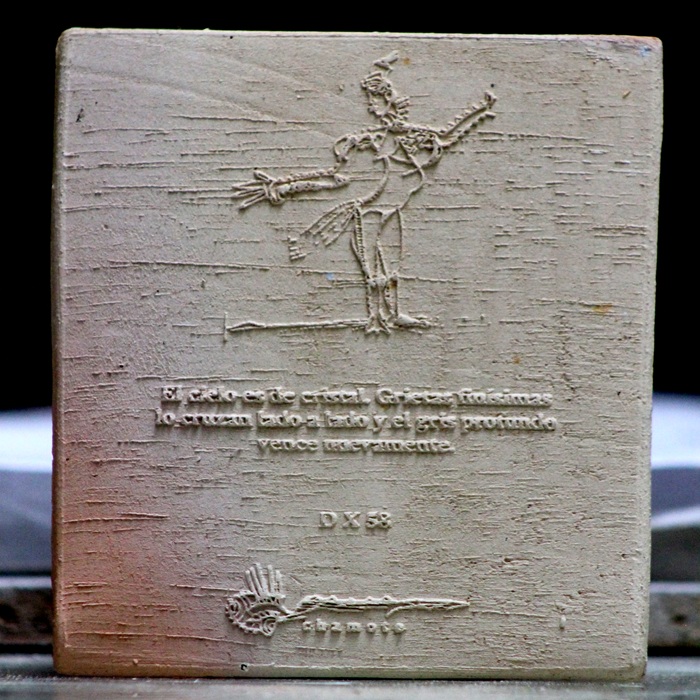 El cielo es de cristal. Grietas finísimas
lo cruzan lado a lado y el gris profundo
vence nuevamente.
D X 58
chamote